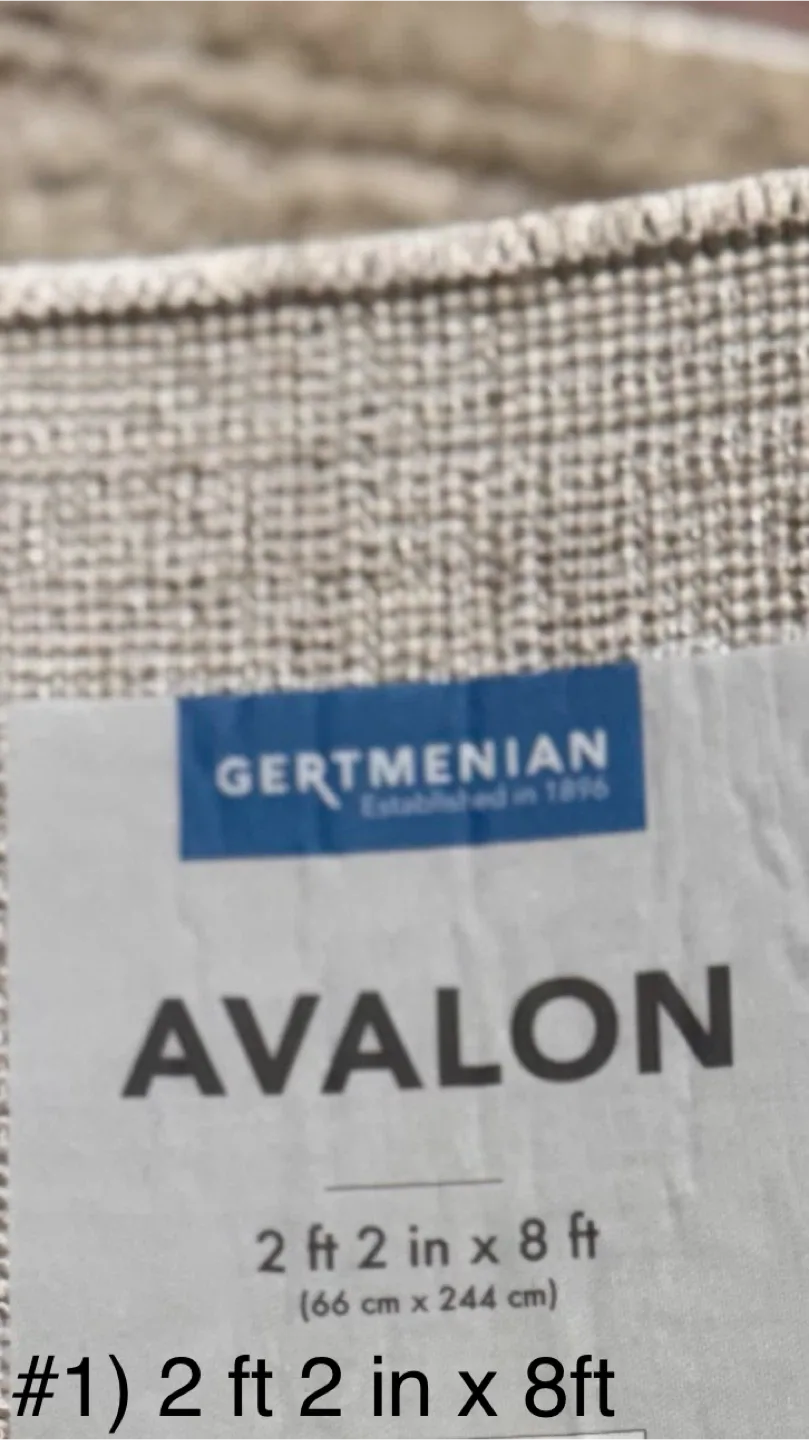 GERTMENIAN
Established in 1896
AVALON
2 ft 2 in x 8 ft
(66 cm x 244 cm)
#1) 2 ft 2 in x 8ft